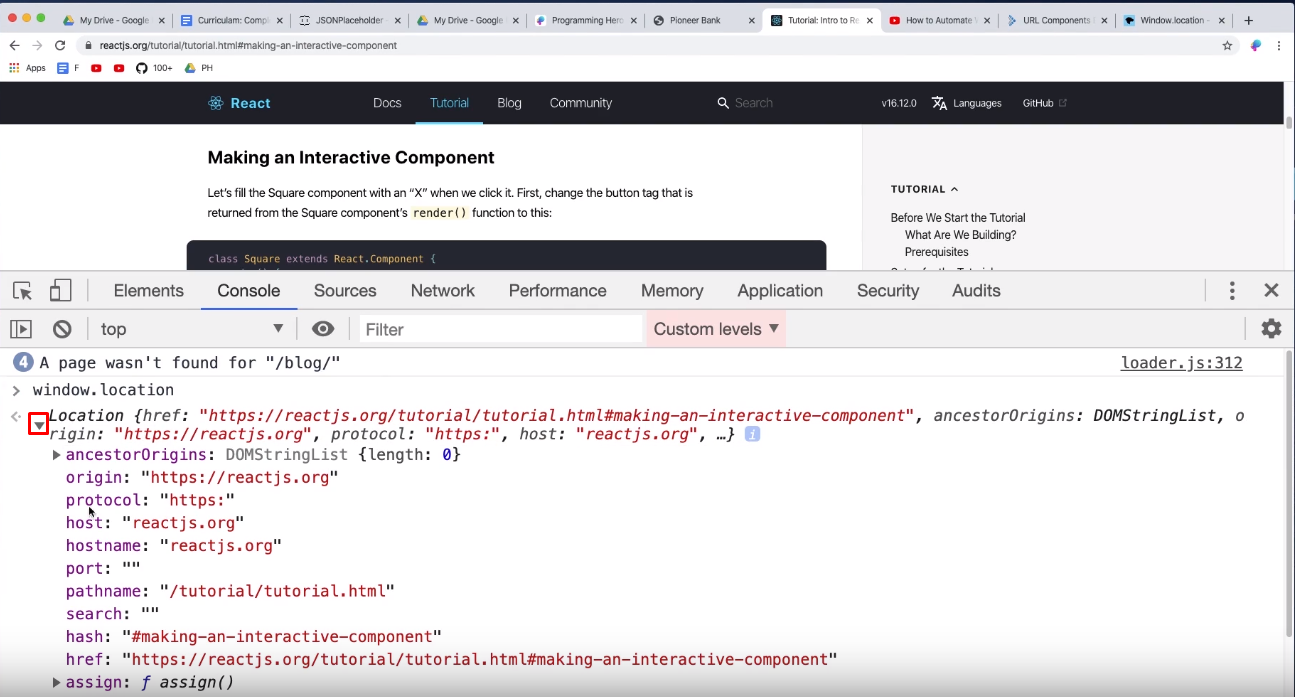 My Drive - Google
Curriculam: Compl
JSONPlaceholder -
My Drive - Google
Programming Hero
Pioneer Bank
Tutorial: Intro to Re
How to Automate
URL Components
Window.location -
reactjs.org/tutorial/tutorial.html#making-an-interactive-component
Apps F 100+ PH
React Docs Tutorial Blog Community Search v16.12.0 Languages GitHub
Making an Interactive Component
Let's fill the Square component with an “X” when we click it. First, change the button tag that is
returned from the Square component's render() function to this:
class Square extends React.Component {
TUTORIAL
Before We Start the Tutorial
What Are We Building?
Prerequisites
Elements Console Sources Network Performance Memory Application Security Audits
top Filter Custom levels
4 A page wasn't found for "/blog/" loader.js:312
> window.location
Location {href: "https://reactjs.org/tutorial/tutorial.html#making-an-interactive-component", ancestorOrigins: DOMStringList, o
rigin: "https://reactjs.org", protocol: "https:", host: "reactjs.org", …} i
ancestorOrigins: DOMStringList {length: 0}
origin: "https://reactjs.org"
protocol: "https:"
host: "reactjs.org"
hostname: "reactjs.org"
port: ""
pathname: "/tutorial/tutorial.html"
search: ""
hash: "#making-an-interactive-component"
href: "https://reactjs.org/tutorial/tutorial.html#making-an-interactive-component"
assign: ƒ assign()